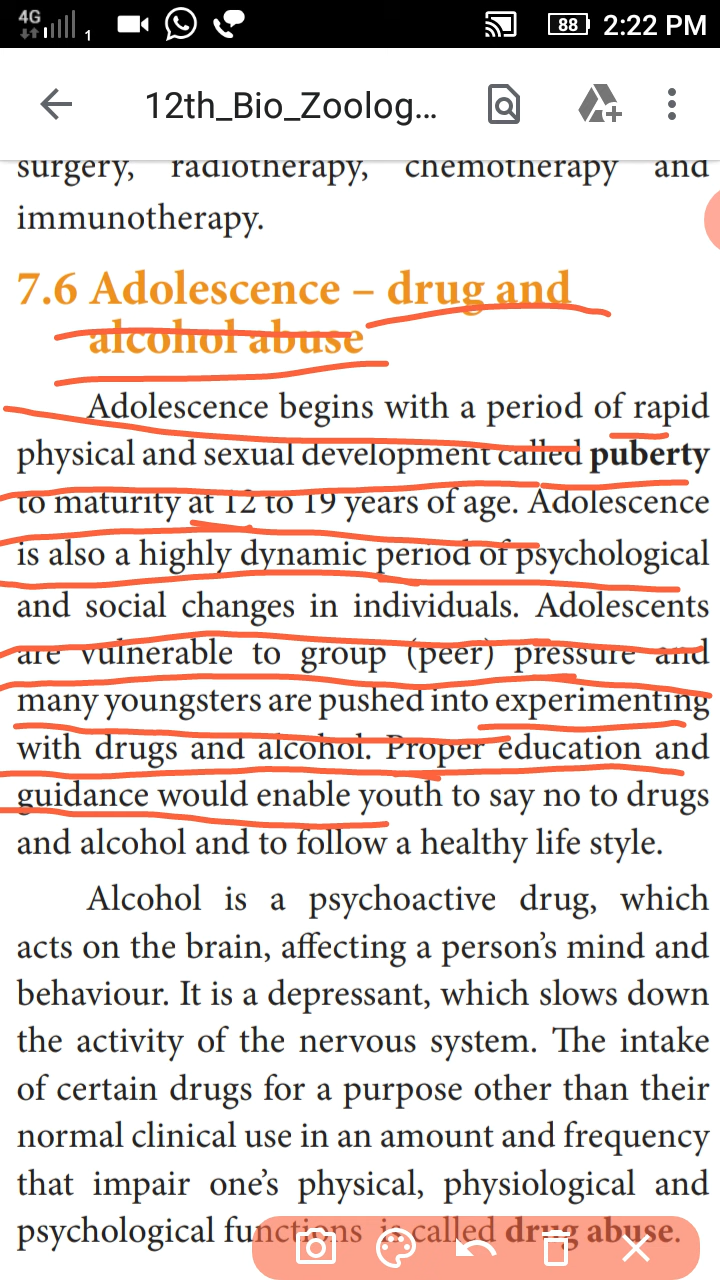 4G 1 88 2:22 PM
12th_Bio_Zoolog...
surgery, radiotherapy, chemotherapy and
immunotherapy.
7.6 Adolescence – drug and
alcohol abuse
Adolescence begins with a period of rapid
physical and sexual development called puberty
to maturity at 12 to 19 years of age. Adolescence
is also a highly dynamic period of psychological
and social changes in individuals. Adolescents
are vulnerable to group (peer) pressure and
many youngsters are pushed into experimenting
with drugs and alcohol. Proper education and
guidance would enable youth to say no to drugs
and alcohol and to follow a healthy life style.
Alcohol is a psychoactive drug, which
acts on the brain, affecting a person's mind and
behaviour. It is a depressant, which slows down
the activity of the nervous system. The intake
of certain drugs for a purpose other than their
normal clinical use in an amount and frequency
that impair one's physical, physiological and
psychological functions is called drug abuse.